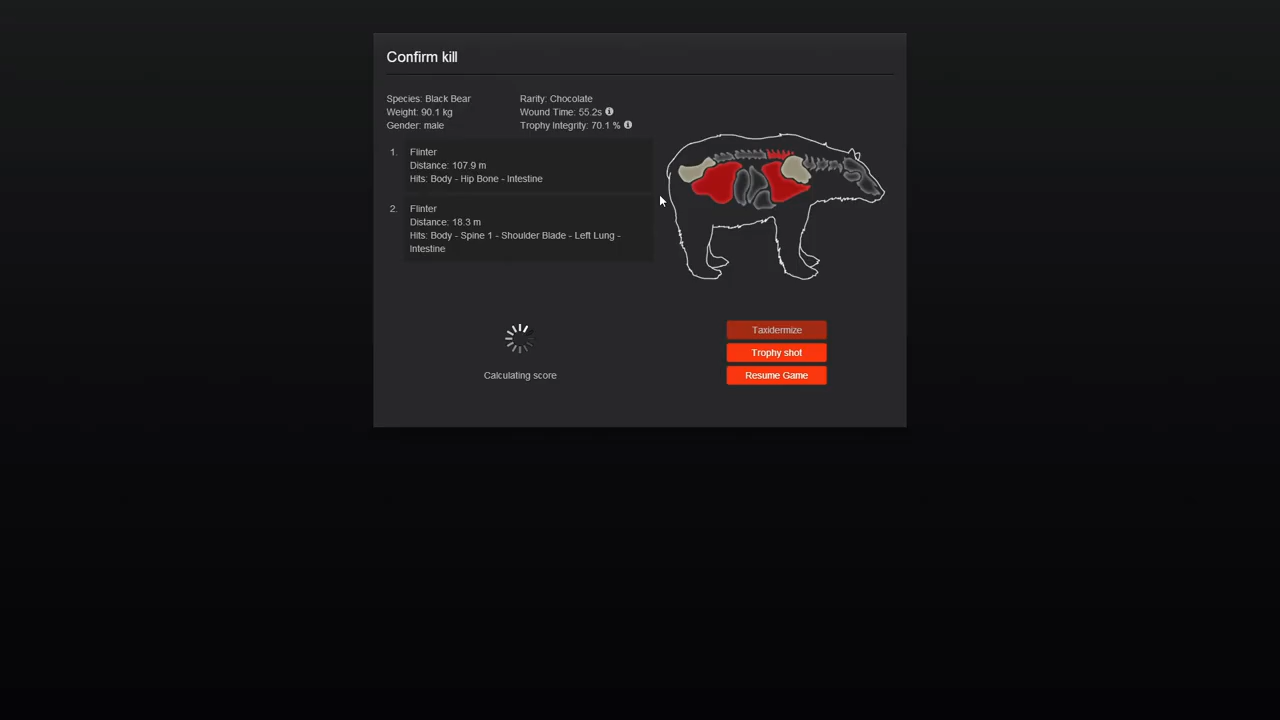 Confirm kill
Species: Black Bear
Rarity: Chocolate
Weight: 90.1 kg
Wound Time: 55.2s
Gender: male
Trophy Integrity: 70.1 %
1. Flinter
Distance: 107.9 m
Hits: Body - Hip Bone - Intestine
2. Flinter
Distance: 18.3 m
Hits: Body - Spine 1 - Shoulder Blade - Left Lung -
Intestine
Calculating score
Taxidermize
Trophy shot
Resume Game